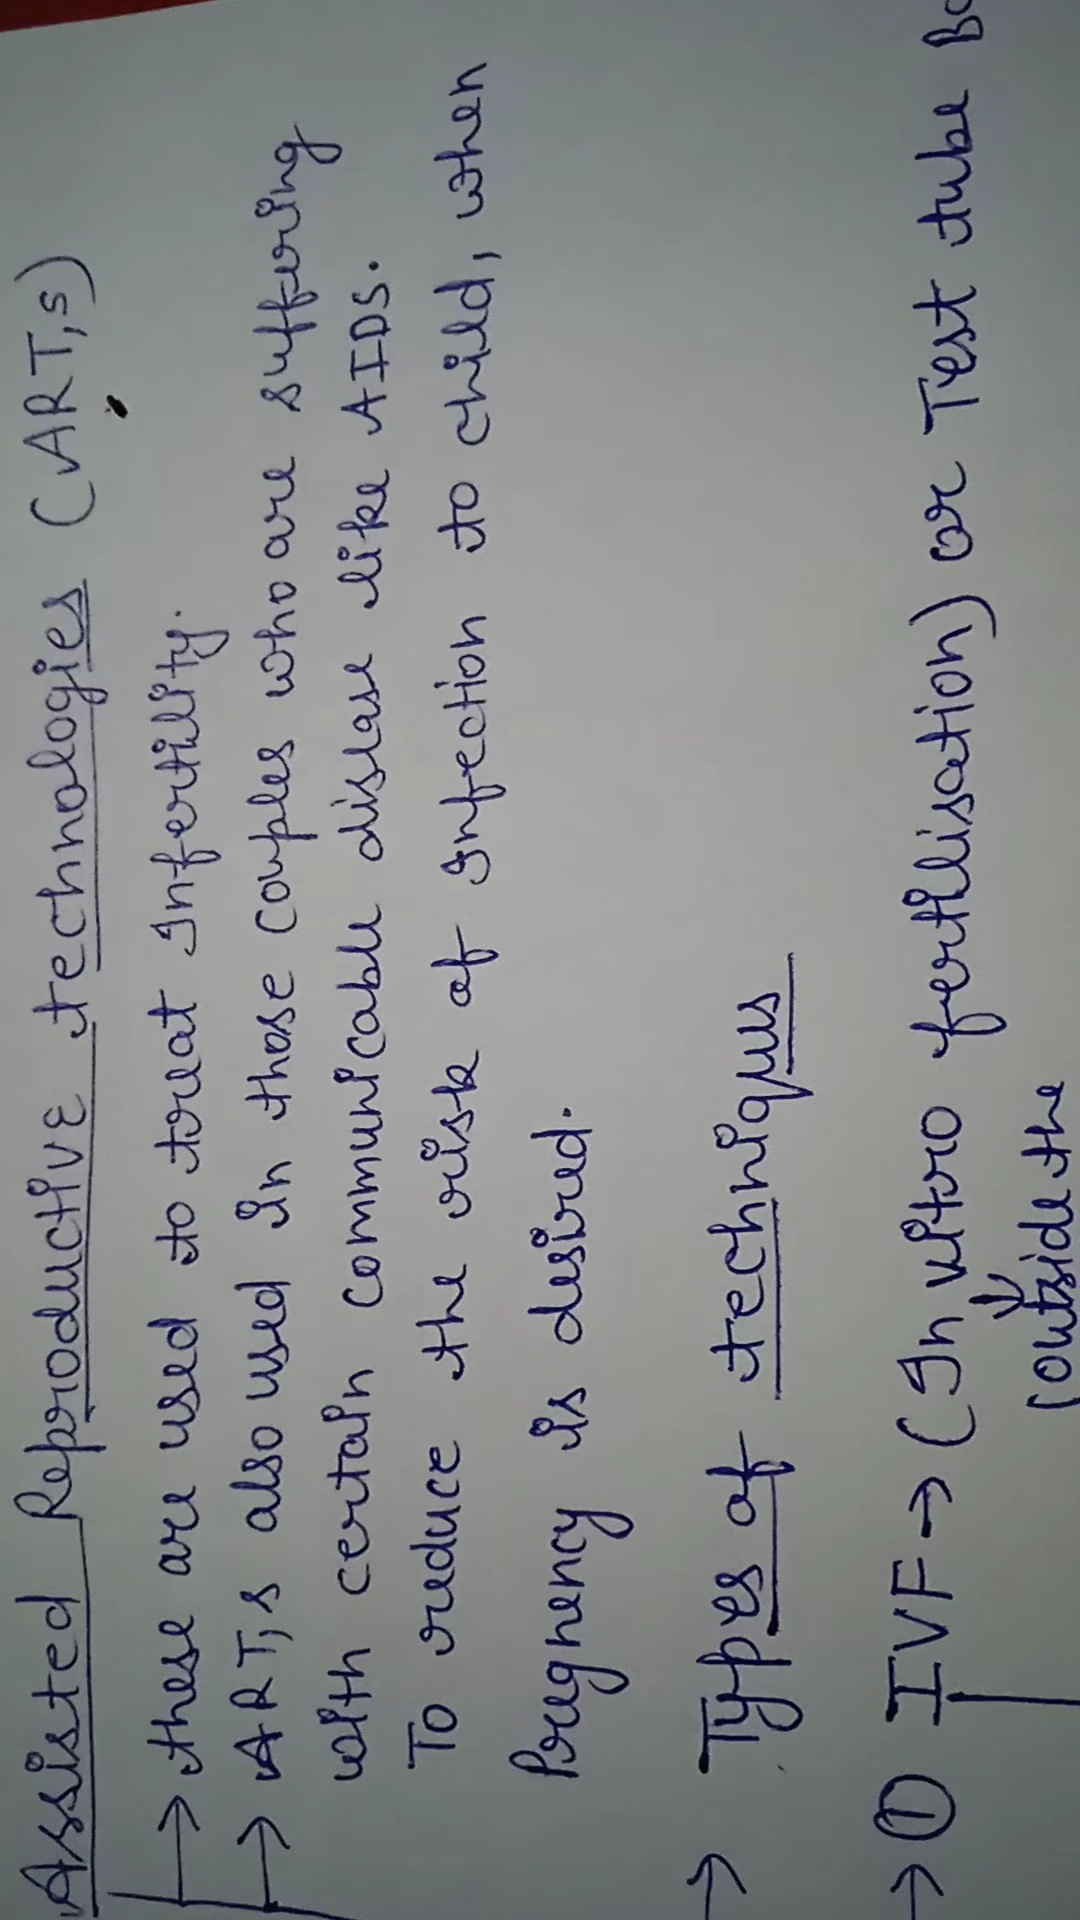 Assisted Reproductive technologies (ART,s)
→ these are used to treat Infertility.
→ ART,s also used in those couples who are suffering
with certain communicable disease like AIDS.
To reduce the risk of Infection to child, when
Pregnency is desired.
→ Types of techniques
→ ① IVF → (In vitro fertilisation) or Test tube
(outside the